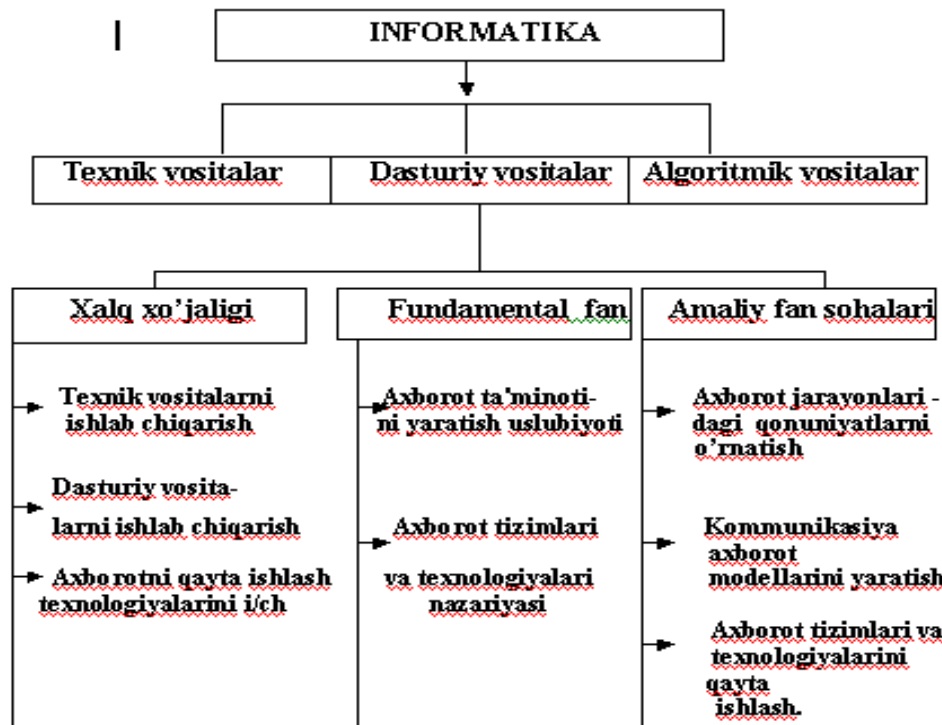 INFORMATIKA
Texnik vositalar
Dasturiy vositalar
Algoritmik vositalar
Xalq xo’jaligi
Texnik vositalarni
ishlab chiqarish
Dasturiy vosita-
larni ishlab chiqarish
Axborotni qayta ishlash
texnologiyalarini i/ch
Fundamental fan
Axborot ta'minoti-
ni yaratish uslubiyoti
Axborot tizimlari
va texnologiyalari
nazariyasi
Amaliy fan sohalari
Axborot jarayonlari -
dagi qonuniyatlarni
o’rnatish
Kommunikasiya
axborot
modellarini yaratish
Axborot tizimlari va
texnologiyalarini
qayta
ishlash.